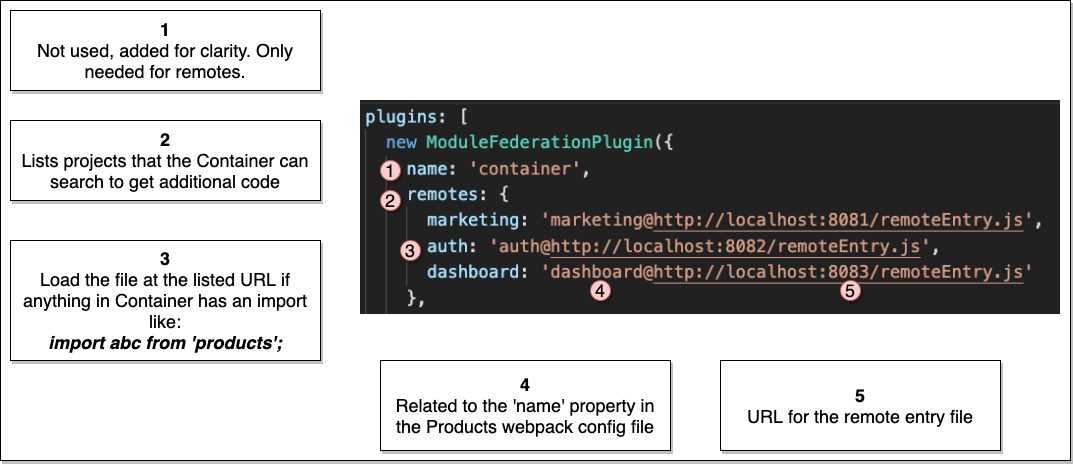 1
Not used, added for clarity. Only
needed for remotes.
2
Lists projects that the Container can
search to get additional code
3
Load the file at the listed URL if
anything in Container has an import
like:
import abc from 'products';
plugins: [
new ModuleFederationPlugin({
1 name: 'container',
2 remotes: {
marketing: 'marketing@http://localhost:8081/remoteEntry.js',
3 auth: 'auth@http://localhost:8082/remoteEntry.js',
dashboard: 'dashboard@http://localhost:8083/remoteEntry.js'
4 5
},
4
Related to the 'name' property in
the Products webpack config file
5
URL for the remote entry file